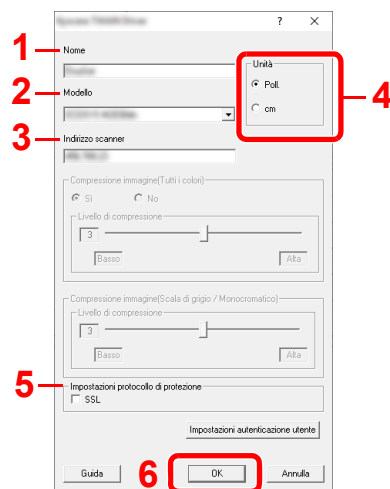 ? ×
1 Nome
Unità
Poll.
2 Modello
cm
4
3 Indirizzo scanner
Compressione immagine(Tutti i colori)
Sì No
Livello di compressione
3
Basso Alta
Compressione immagine(Scala di grigio / Monocromatico)
Livello di compressione
3
Basso Alta
5 Impostazioni protocollo di protezione
SSL
Impostazioni autenticazione utente
Guida 6 OK Annulla